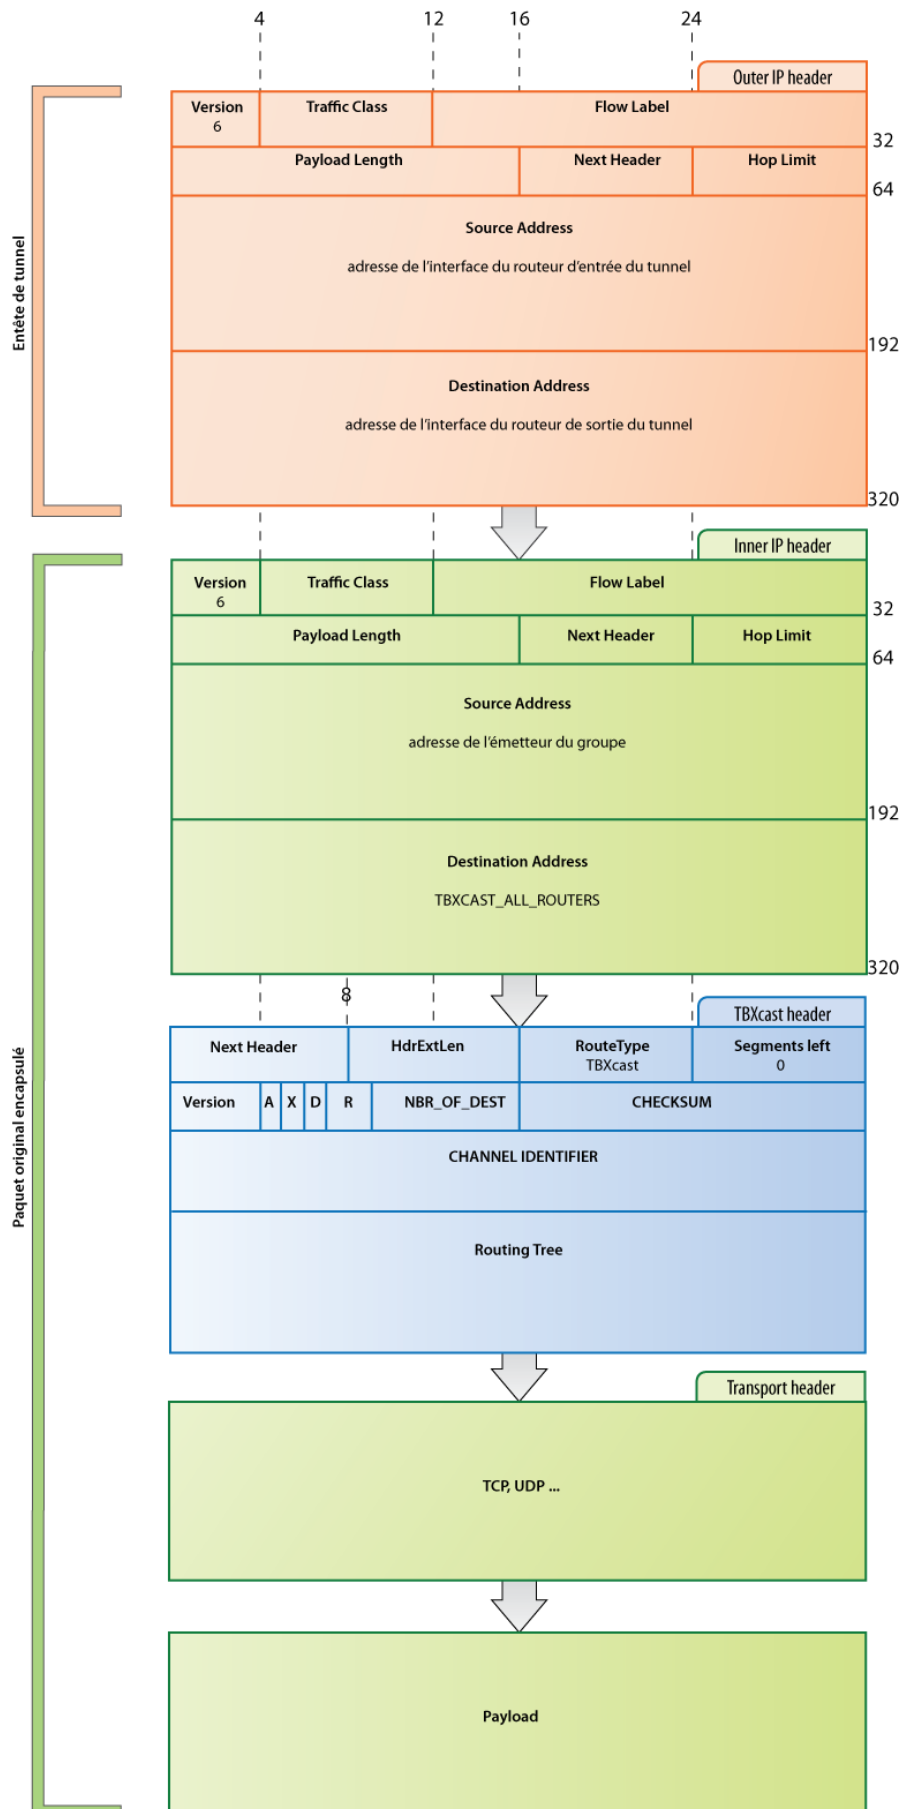 4 12 16 24
Outer IP header
Version Traffic Class Flow Label
6
32
Payload Length Next Header Hop Limit
64
Source Address
adresse de l'interface du routeur d'entrée du tunnel
192
Destination Address
adresse de l'interface du routeur de sortie du tunnel
320
Entête de tunnel
Inner IP header
Version Traffic Class Flow Label
6
32
Payload Length Next Header Hop Limit
64
Source Address
adresse de l'émetteur du groupe
192
Destination Address
TBXCAST_ALL_ROUTERS
320
8
TBXcast header
Next Header HdrExtLen RouteType Segments left
TBXcast 0
Version A X D R NBR_OF_DEST CHECKSUM
CHANNEL IDENTIFIER
Routing Tree
Paquet original encapsulé
Transport header
TCP, UDP ...
Payload